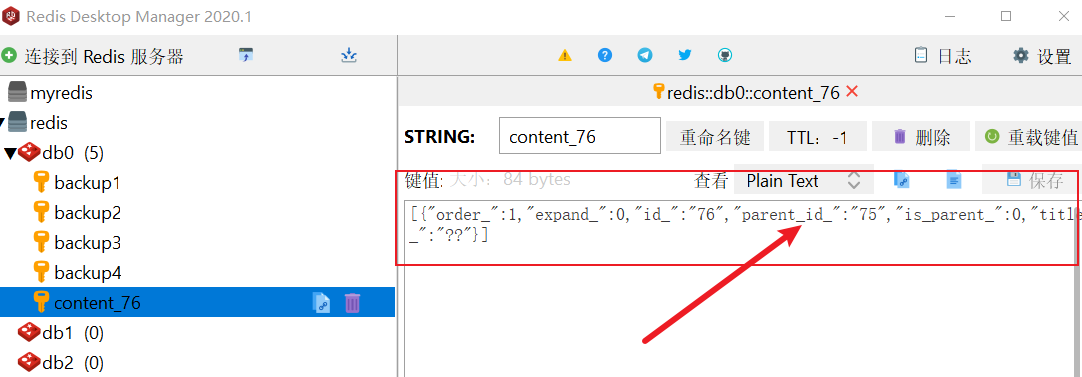 Redis Desktop Manager 2020.1
连接到 Redis 服务器
日志
设置
myredis
redis
db0 (5)
backup1
backup2
backup3
backup4
content_76
db1 (0)
db2 (0)
redis::db0::content_76
STRING:
content_76
重命名键
TTL: -1
删除
重载键值
键值: 大小: 84 bytes
查看
Plain Text
保存
[{"order_":1,"expand_":0,"id_":"76","parent_id_":"75","is_parent_":0,"title
_":"??"}]